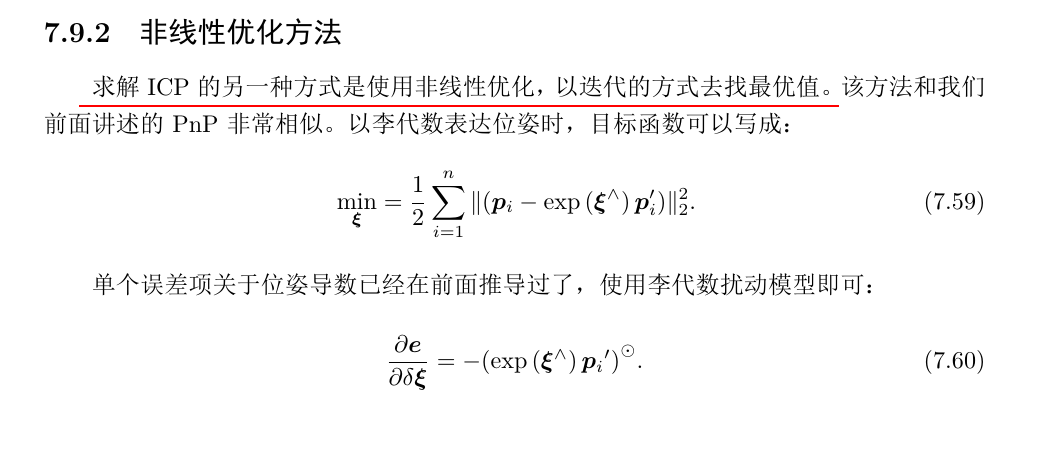 7.9.2 非线性优化方法
求解 ICP 的另一种方式是使用非线性优化，以迭代的方式去找最优值。该方法和我们
前面讲述的 PnP 非常相似。以李代数表达位姿时，目标函数可以写成：
\min_{\boldsymbol{\xi}} = \frac{1}{2} \sum_{i=1}^{n} \|(\boldsymbol{p}_i - \exp(\boldsymbol{\xi}^{\wedge}) \boldsymbol{p}'_i)\|_2^2. (7.59)
单个误差项关于位姿导数已经在前面推导过了，使用李代数扰动模型即可：
\frac{\partial \boldsymbol{e}}{\partial \delta \boldsymbol{\xi}} = -(\exp(\boldsymbol{\xi}^{\wedge}) \boldsymbol{p}_i{}')^{\odot}. (7.60)